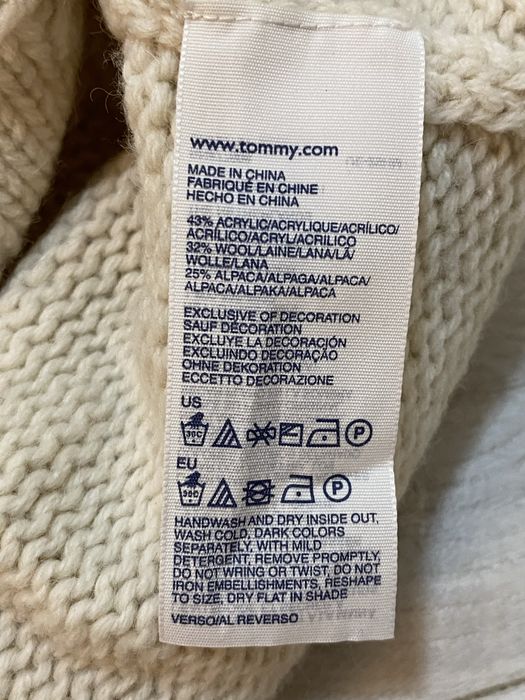 www.tommy.com
MADE IN CHINA
FABRIQUÉ EN CHINE
HECHO EN CHINA
43% ACRYLIC/ACRYLIQUE/ACRÍLICO/
ACRÍLICO/ACRYL/ACRILICO
32% WOOL/LAINE/LANA/LÃ/
WOLLE/LANA
25% ALPACA/ALPAGA/ALPACA/
ALPACA/ALPAKA/ALPACA
EXCLUSIVE OF DECORATION
SAUF DÉCORATION
EXCLUYE LA DECORACIÓN
EXCLUINDO DECORAÇÃO
OHNE DEKORATION
ECCETTO DECORAZIONE
US
30C P
EU
30C P
HANDWASH AND DRY INSIDE OUT,
WASH COLD, DARK COLORS
SEPARATELY, WITH MILD
DETERGENT, REMOVE PROMPTLY,
DO NOT WRING OR TWIST, DO NOT
IRON EMBELLISHMENTS, RESHAPE
TO SIZE, DRY FLAT IN SHADE
VERSO/AL REVERSO